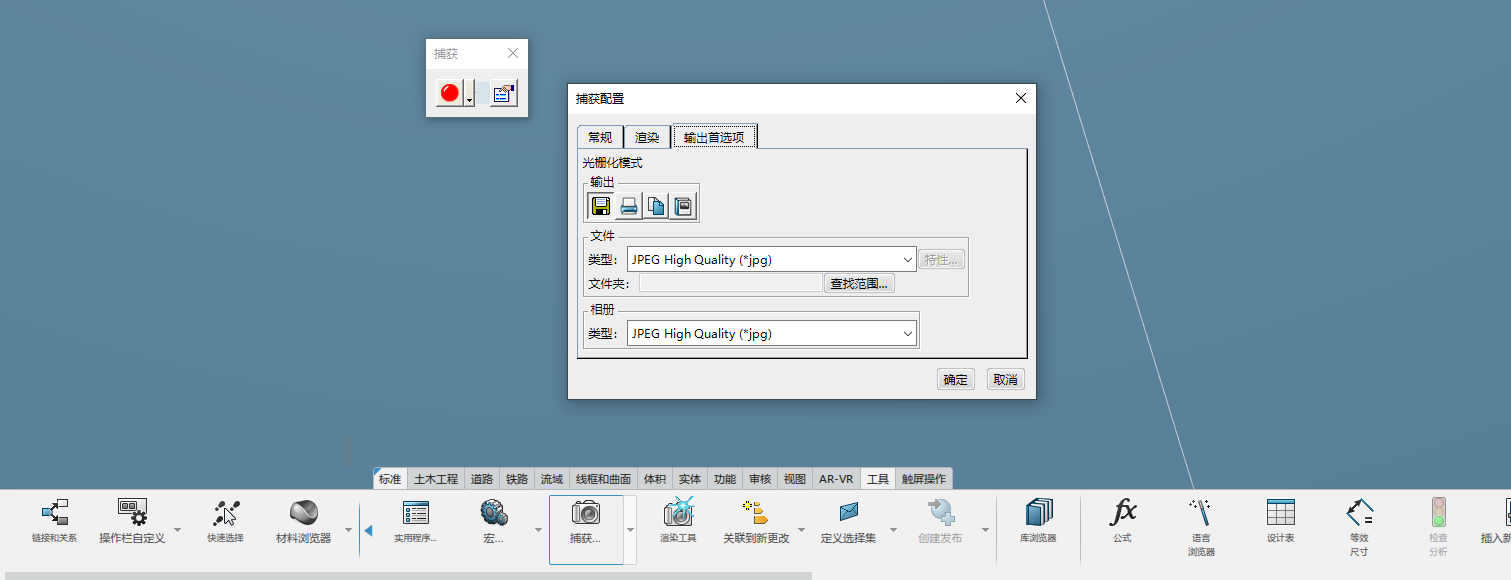 捕获
捕获配置
常规 渲染 输出首选项
光栅化模式
输出
文件
类型: JPEG High Quality (*jpg) 特性...
文件夹: 查找范围...
相册
类型: JPEG High Quality (*jpg)
确定 取消
标准 土木工程 道路 铁路 流域 线框和曲面 体积 实体 功能 审核 视图 AR-VR 工具 触屏操作
链接和关系 操作栏自定义 快速选择 材料浏览器 实用程序... 宏... 捕获... 渲染工具 关联到新更改 定义选择集 创建发布 库浏览器 公式 语言 设计表 等效 检查 插入新
浏览器 尺寸 分析